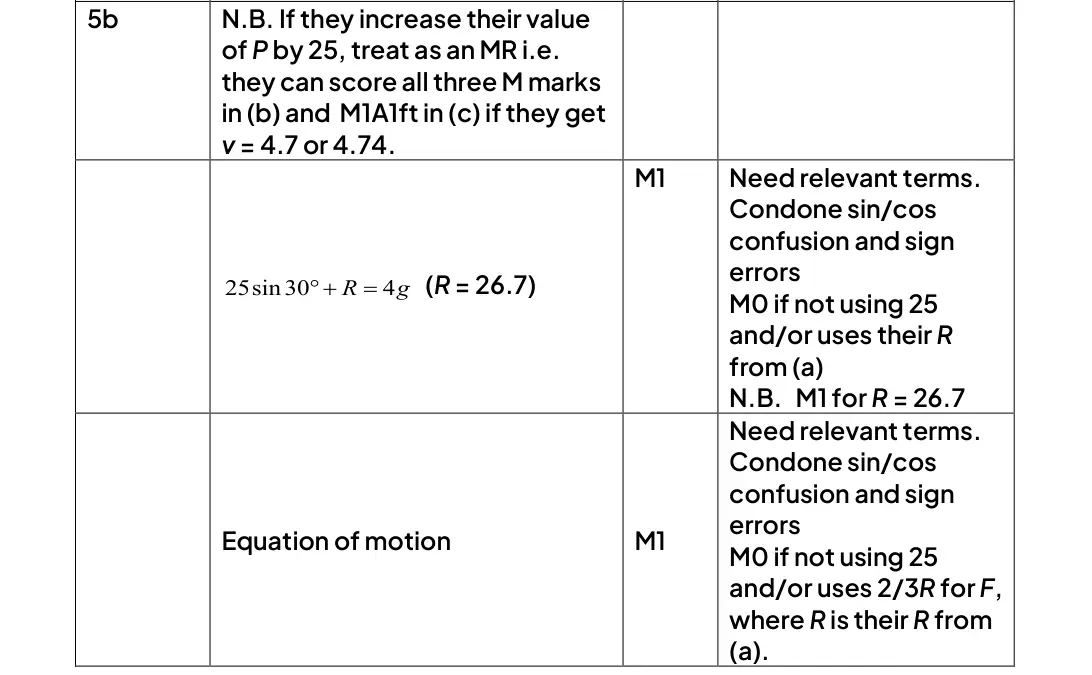 5b
N.B. If they increase their value
of P by 25, treat as an MR i.e.
they can score all three M marks
in (b) and M1A1ft in (c) if they get
v = 4.7 or 4.74.
25sin30° + R = 4g (R = 26.7)
M1
Need relevant terms.
Condone sin/cos
confusion and sign
errors
M0 if not using 25
and/or uses their R
from (a)
N.B. M1 for R = 26.7
Equation of motion
M1
Need relevant terms.
Condone sin/cos
confusion and sign
errors
M0 if not using 25
and/or uses 2/3R for F,
where R is their R from
(a).